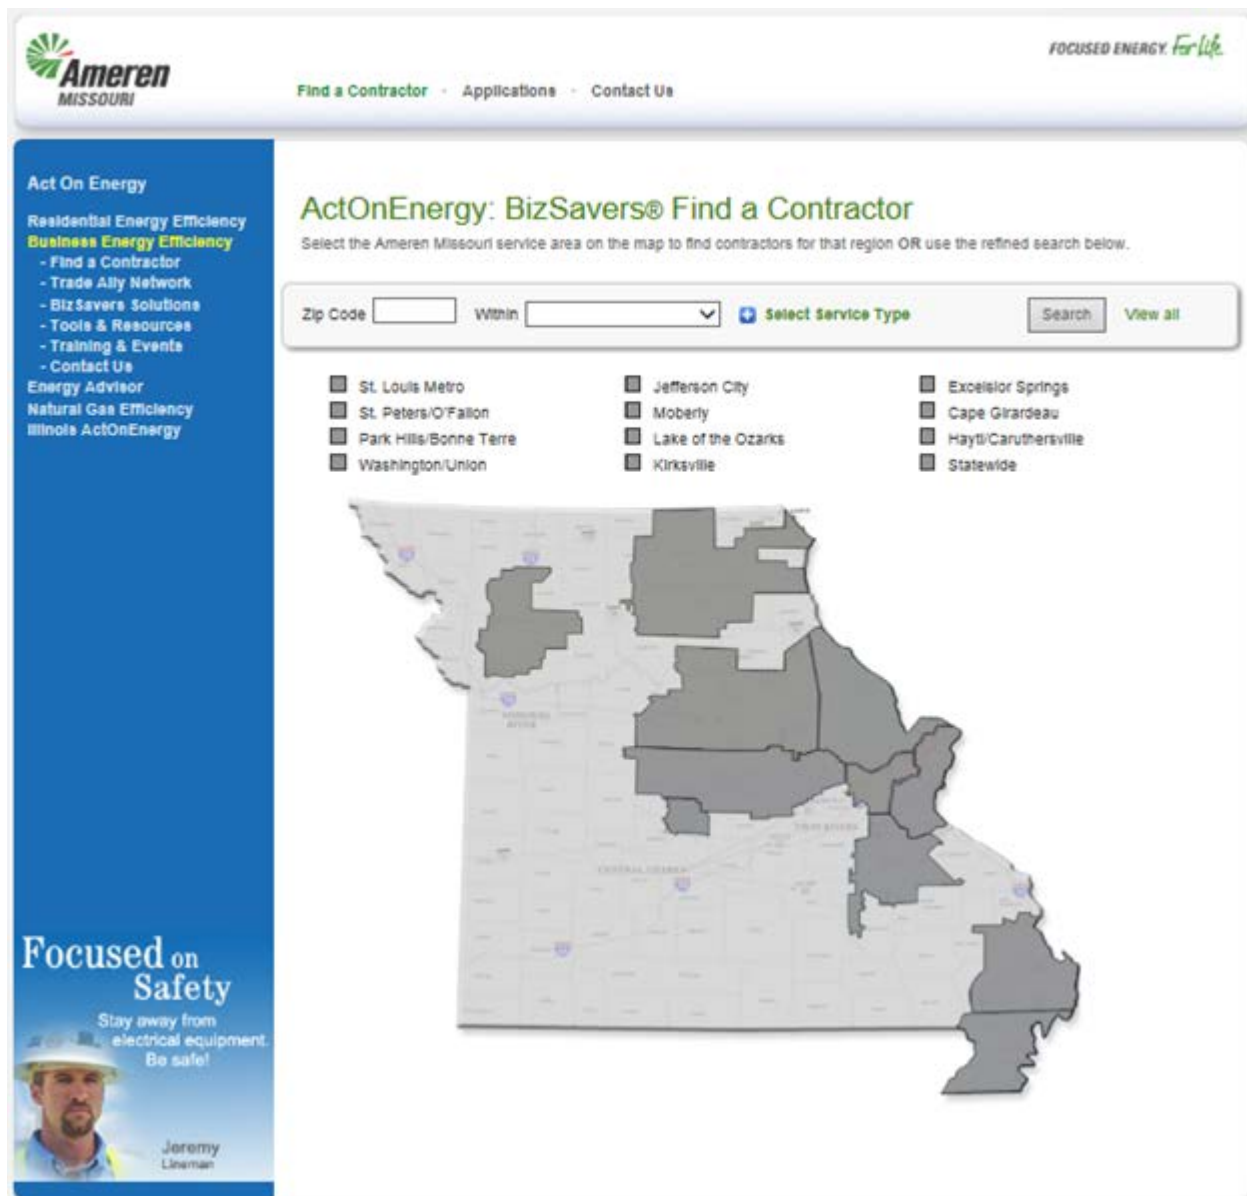 Ameren
MISSOURI
FOCUSED ENERGY. For Life.
Find a Contractor - Applications - Contact Us
Act On Energy
Residential Energy Efficiency
Business Energy Efficiency
- Find a Contractor
- Trade Ally Network
- BizSavers Solutions
- Tools & Resources
- Training & Events
- Contact Us
Energy Advisor
Natural Gas Efficiency
Illinois ActOnEnergy
ActOnEnergy: BizSavers® Find a Contractor
Select the Ameren Missouri service area on the map to find contractors for that region OR use the refined search below.
Zip Code Within Select Service Type Search View all
St. Louis Metro Jefferson City Excelsior Springs
St. Peters/O'Fallon Moberly Cape Girardeau
Park Hills/Bonne Terre Lake of the Ozarks Hayti/Caruthersville
Washington/Union Kirksville Statewide
CENTRAL OZARKS
Focused on
Safety
Stay away from
electrical equipment.
Be safe!
Jeremy
Lineman